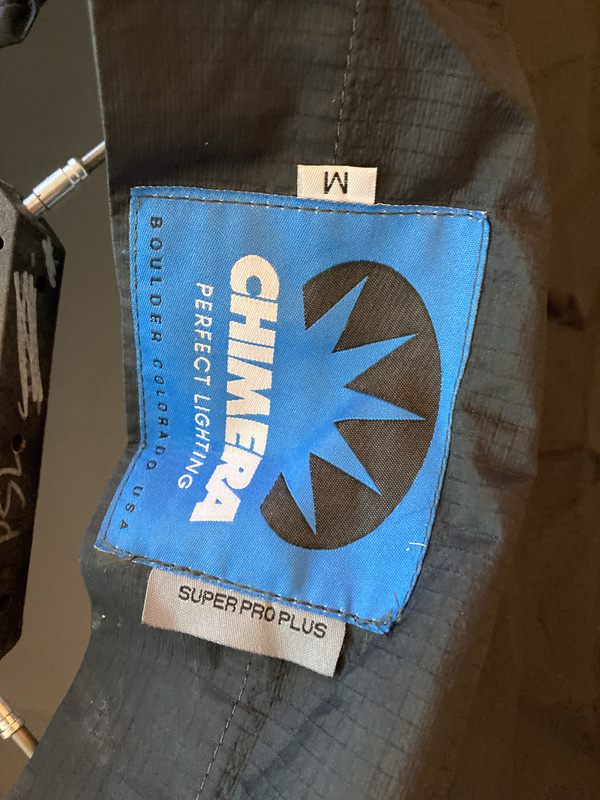 M
CHIMERA
PERFECT LIGHTING
BOULDER COLORADO USA
SUPER PRO PLUS